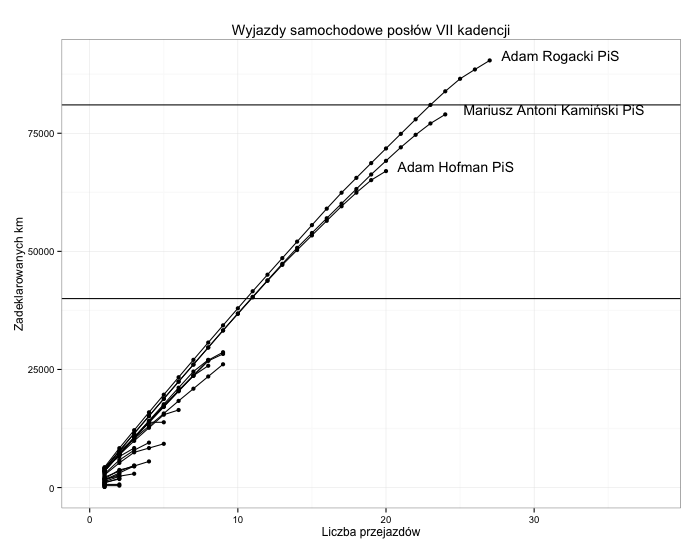 Wyjazdy samochodowe posłów VII kadencji
Adam Rogacki PiS
Mariusz Antoni Kamiński PiS
Adam Hofman PiS
Zadeklarowanych km
75000
50000
25000
0
0 10 20 30
Liczba przejazdów